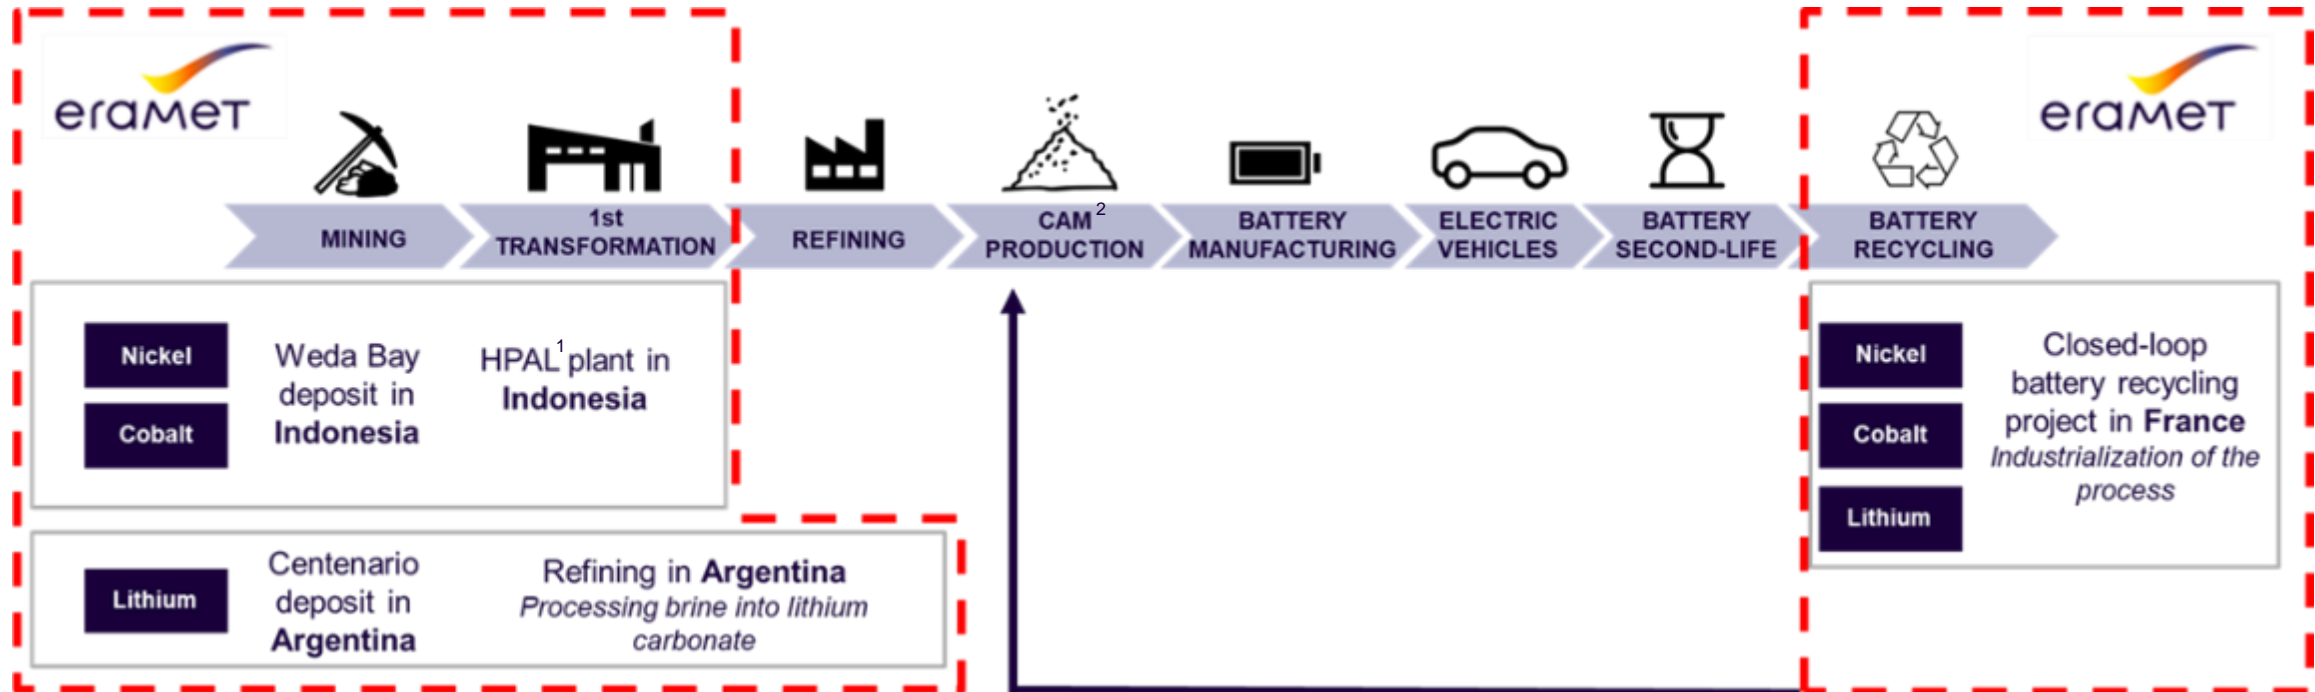 eramet
eramet
MINING
1st
TRANSFORMATION
REFINING
CAM 2
PRODUCTION
BATTERY
MANUFACTURING
ELECTRIC
VEHICLES
BATTERY
SECOND-LIFE
BATTERY
RECYCLING
Nickel
Cobalt
Weda Bay
deposit in
Indonesia
HPAL1 plant in
Indonesia
Lithium
Centenario
deposit in
Argentina
Refining in Argentina
Processing brine into lithium
carbonate
Nickel
Cobalt
Lithium
Closed-loop
battery recycling
project in France
Industrialization of the
process